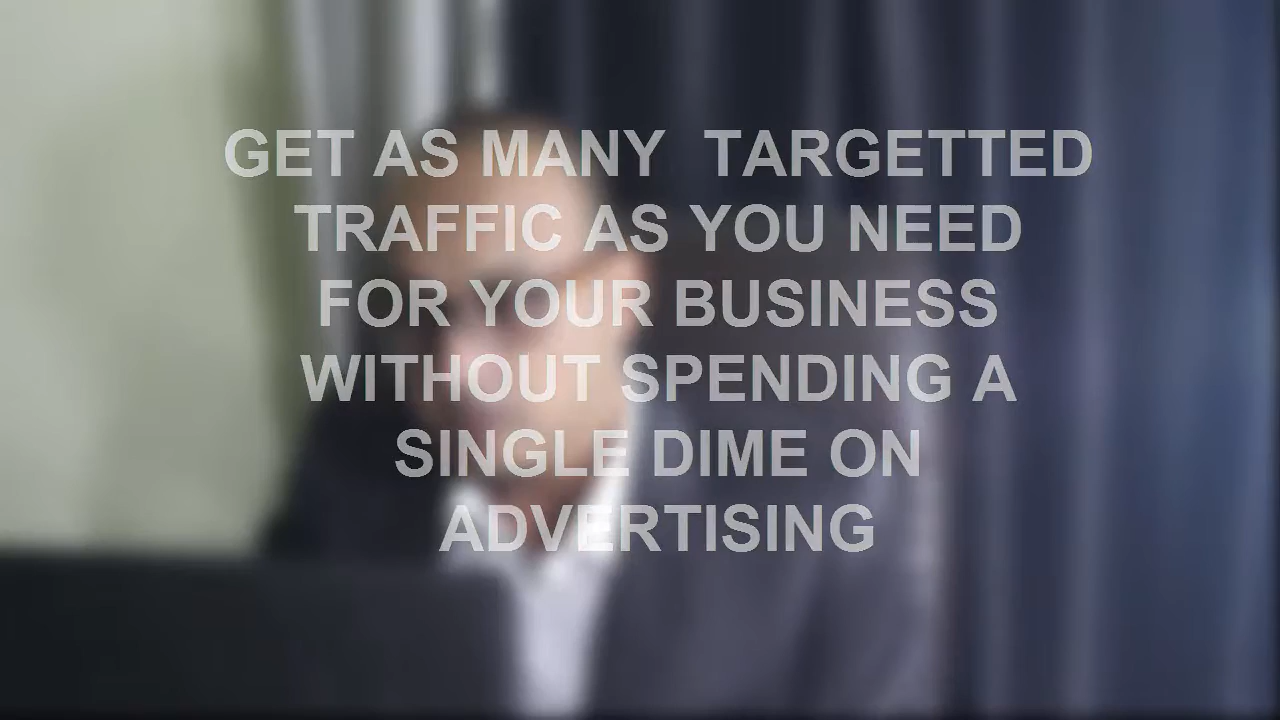 GET AS MANY TARGETTED
TRAFFIC AS YOU NEED
FOR YOUR BUSINESS
WITHOUT SPENDING A
SINGLE DIME ON
ADVERTISING